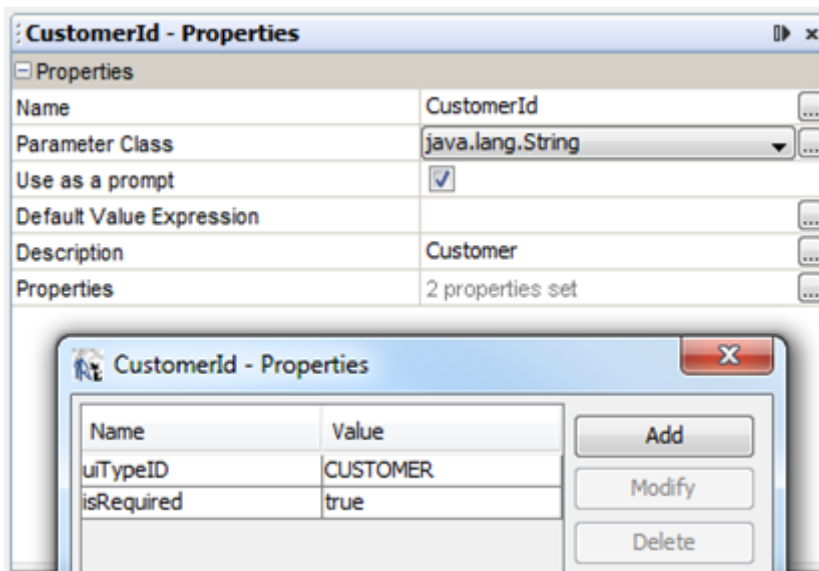 CustomerId - Properties
Properties
Name CustomerId ...
Parameter Class java.lang.String ...
Use as a prompt
Default Value Expression ...
Description Customer ...
Properties 2 properties set ...
CustomerId - Properties
Name Value Add
uiTypeID CUSTOMER
isRequired true
Modify
Delete